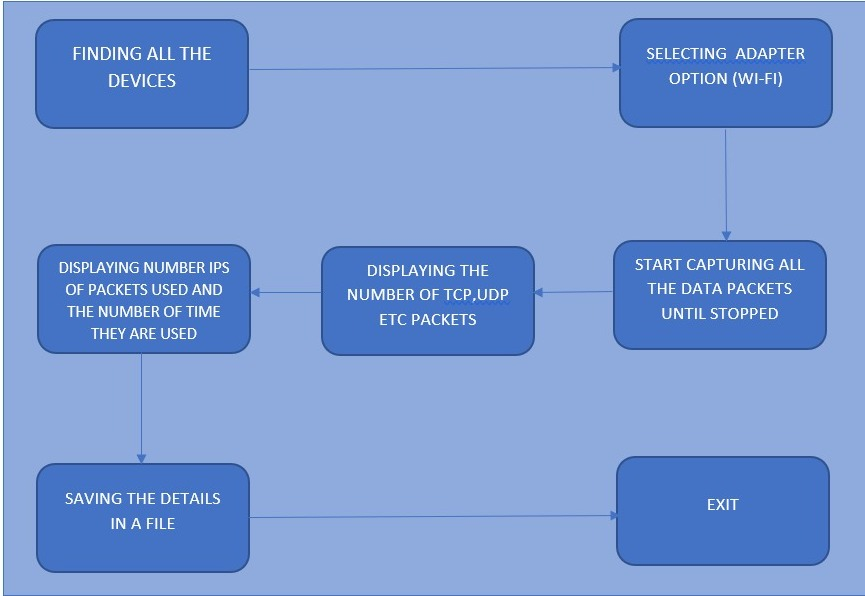 FINDING ALL THE
DEVICES
SELECTING ADAPTER
OPTION (WI-FI)
START CAPTURING ALL
THE DATA PACKETS
UNTIL STOPPED
DISPLAYING THE
NUMBER OF TCP,UDP
ETC PACKETS
DISPLAYING NUMBER IPS
OF PACKETS USED AND
THE NUMBER OF TIME
THEY ARE USED
SAVING THE DETAILS
IN A FILE
EXIT